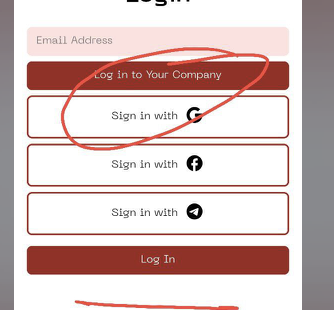 Login
Email Address
Log in to Your Company
Sign in with
Sign in with
Sign in with
Log In